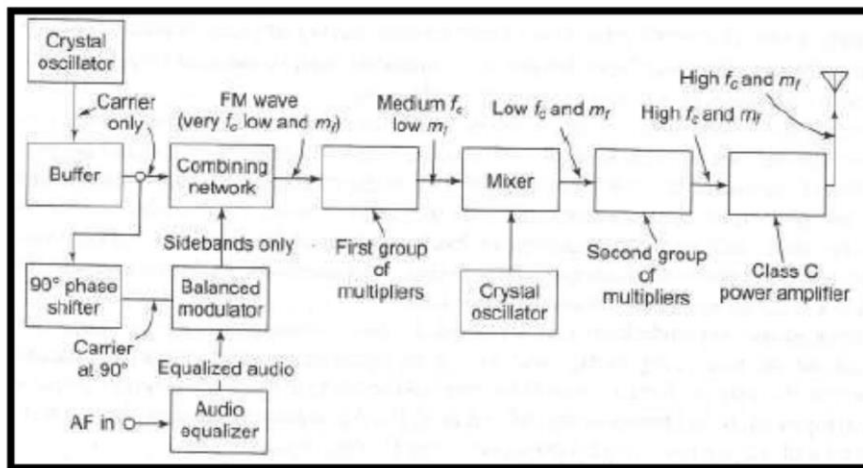 Crystal
oscillator
Carrier
only
FM wave
(very f_c low and m_f)
Medium f_c
low m_f
Low f_c and m_f
High f_c and m_f
High f_c and m_f
Buffer
Combining
network
Mixer
Sidebands only
First group
of
multipliers
Second group
of
multipliers
Class C
power amplifier
90° phase
shifter
Balanced
modulator
Crystal
oscillator
Carrier
at 90°
Equalized audio
AF in
Audio
equalizer